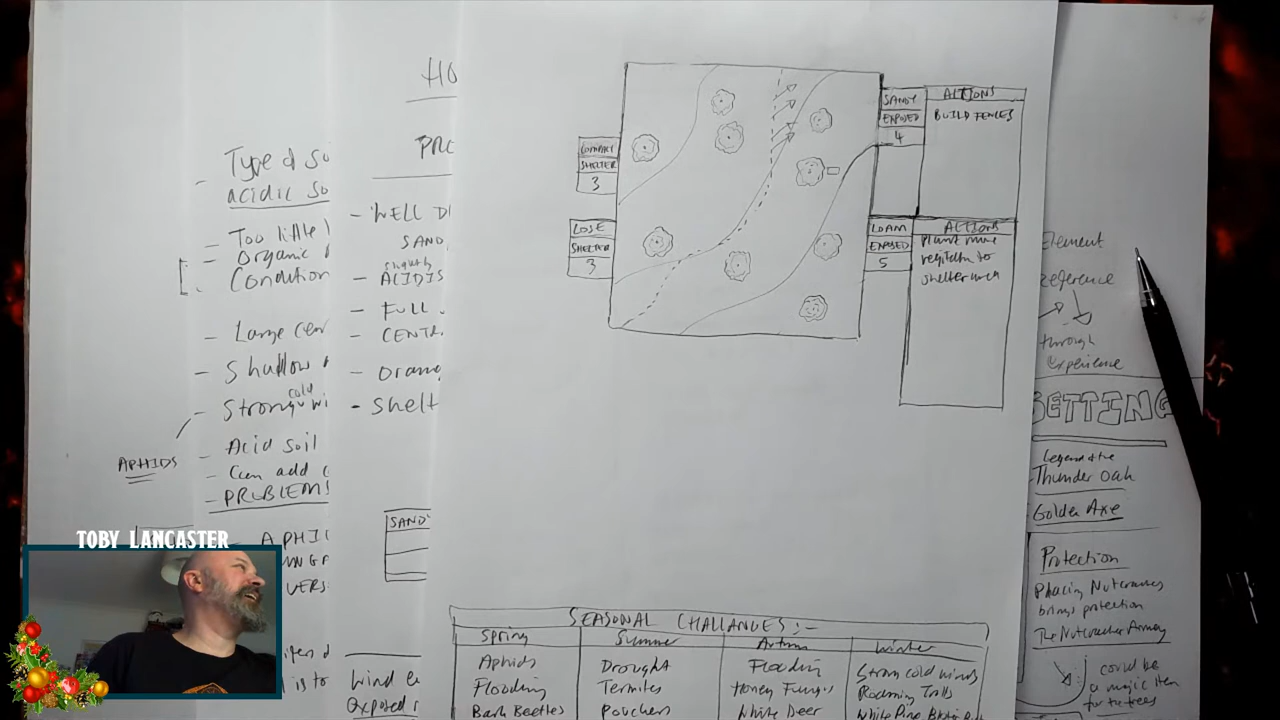 HO
PRO
Type of So
acidic so
Too little
Organic
Condition
Large cen
Shallow
cold
Strong wi
APHIDS
Acid soil
Can add
PROBLEMS
APHI
VERS
WELL D
SAND
ACIDIS
FULL
CENTR
orang
Shelt
SAND
Wind e
Exposed
COMPACT
SHELTER
3
LOSE
SHELTER
3
SANDY
EXPOSED
4
ACTIONS
BUILD FENCES
LOAM
EXPOSED
5
ACTIONS
Plant more
shelter area
Element
Reference
through
Experience
SETTING
Legend of the
Thunder Oak
Golden Axe
Protection
Placing Nutcrackers
brings protection
The Nutcracker Army
could be
a magic item
for the trees
SEASONAL CHALLANGES:-
Spring Summer Autumn Winter
Aphids Drought Flooding Strong cold winds
Flooding Termites Honey Fungus Roaming Trolls
Bark Beetles Poachers White Deer White Pine
TOBY LANCASTER